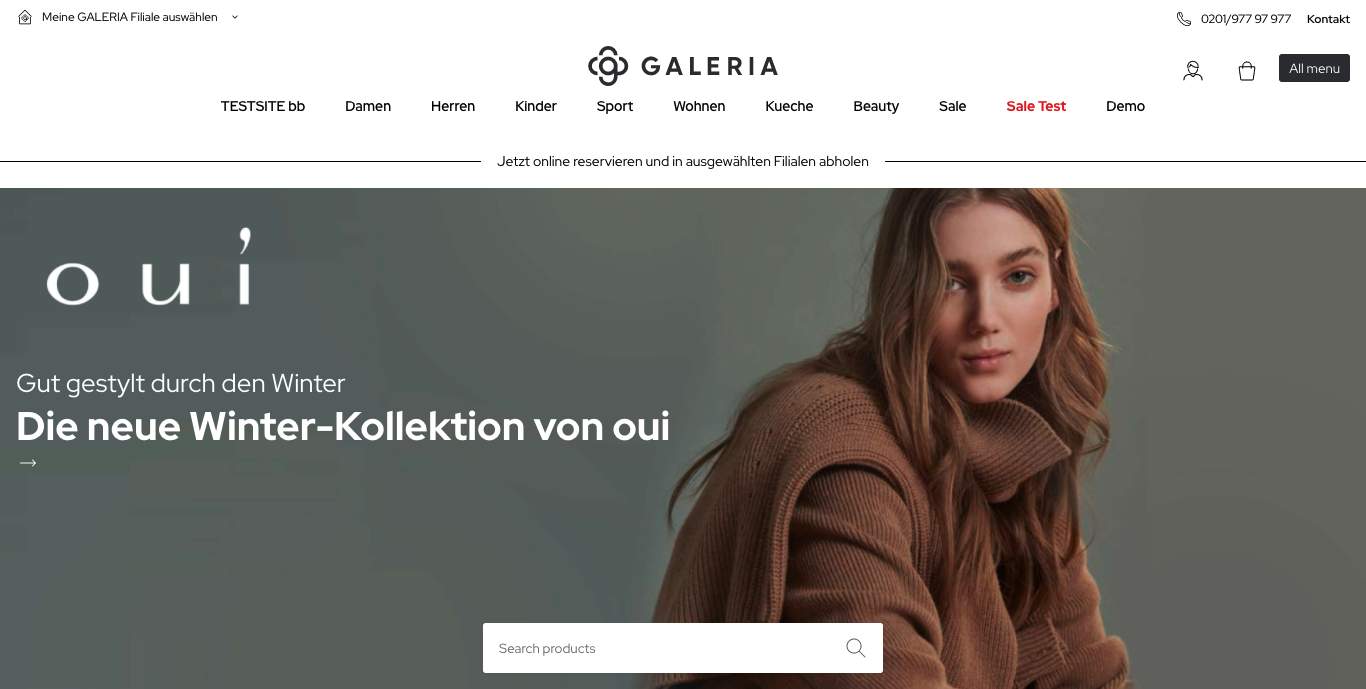 Meine GALERIA Filiale auswählen
0201/977 97 977 Kontakt
GALERIA
All menu
TESTSITE bb Damen Herren Kinder Sport Wohnen Kueche Beauty Sale Sale Test Demo
Jetzt online reservieren und in ausgewählten Filialen abholen
oui
Gut gestylt durch den Winter
Die neue Winter-Kollektion von oui
Search products